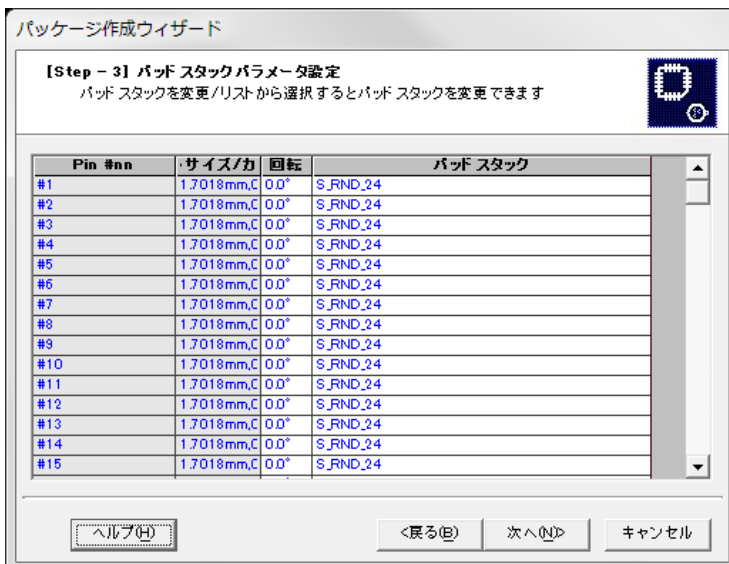 パッケージ作成ウィザード
[Step - 3] パッド スタックパラメータ設定
パッド スタックを変更/リストから選択するとパッド スタックを変更できます
Pin #nn サイズ/カ 回転 パッド スタック
#1 1.7018mm,C 0.0° S_RND_24
#2 1.7018mm,C 0.0° S_RND_24
#3 1.7018mm,C 0.0° S_RND_24
#4 1.7018mm,C 0.0° S_RND_24
#5 1.7018mm,C 0.0° S_RND_24
#6 1.7018mm,C 0.0° S_RND_24
#7 1.7018mm,C 0.0° S_RND_24
#8 1.7018mm,C 0.0° S_RND_24
#9 1.7018mm,C 0.0° S_RND_24
#10 1.7018mm,C 0.0° S_RND_24
#11 1.7018mm,C 0.0° S_RND_24
#12 1.7018mm,C 0.0° S_RND_24
#13 1.7018mm,C 0.0° S_RND_24
#14 1.7018mm,C 0.0° S_RND_24
#15 1.7018mm,C 0.0° S_RND_24
ヘルプ(H) <戻る(B) 次へ(N)> キャンセル